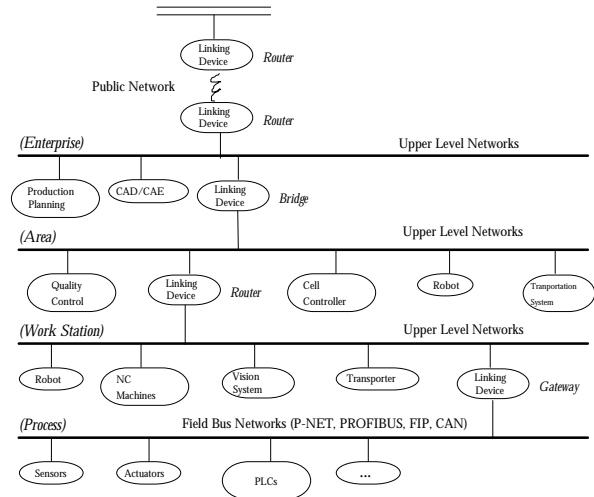 Linking
Device
Router
Public Network
Linking
Device
Router
(Enterprise)
Upper Level Networks
Production
Planning
CAD/CAE
Linking
Device
Bridge
(Area)
Upper Level Networks
Quality
Control
Linking
Device
Router
Cell
Controller
Robot
Tranportation
System
(Work Station)
Upper Level Networks
Robot
NC
Machines
Vision
System
Transporter
Linking
Device
Gateway
(Process)
Field Bus Networks (P-NET, PROFIBUS, FIP, CAN)
Sensors
Actuators
PLCs
...